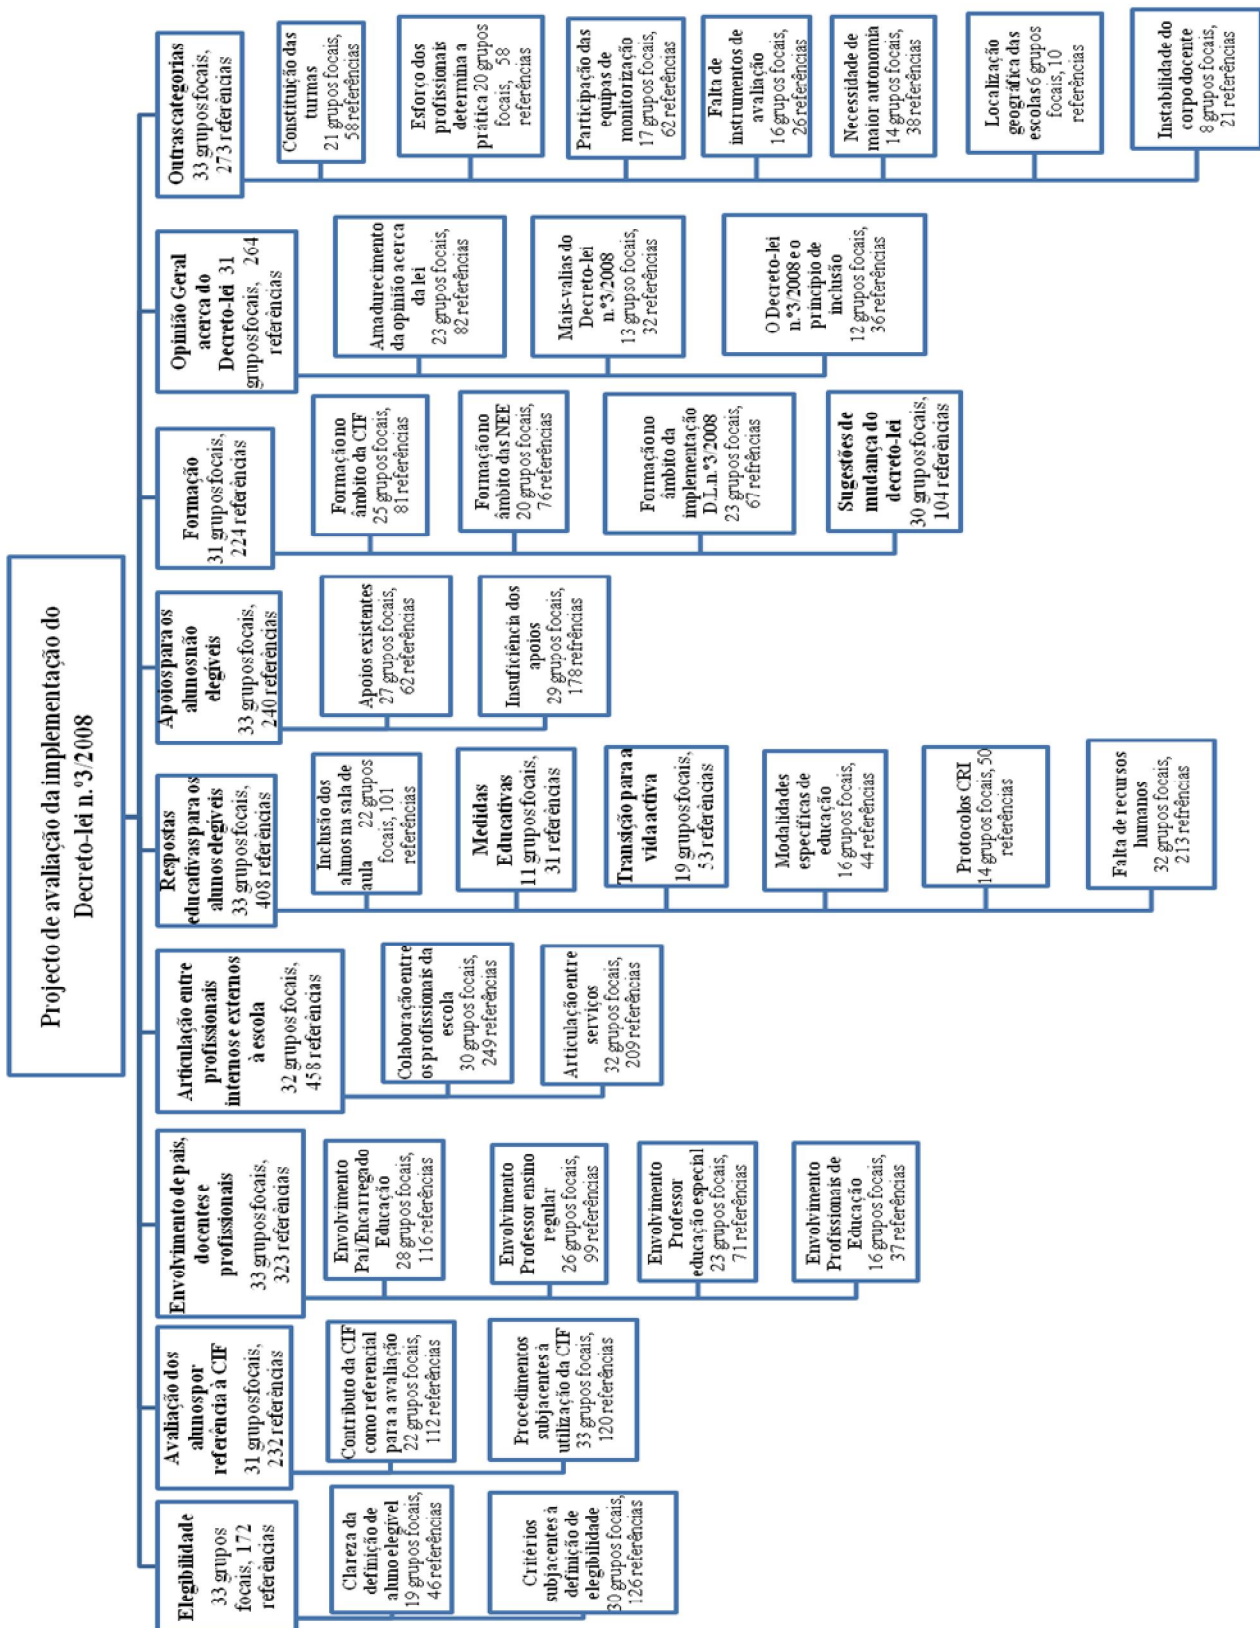 Projecto de avaliação da implementação do
Decreto-lei n.º3/2008
Elegibilidade
33 grupos
focais, 172
referências
Clareza da
definição de
aluno elegível
19 grupos focais,
46 referências
Critérios
subjacentes à
definição de
elegibilidade
30 grupos focais,
126 referências
Avaliação dos
alunos por
referência à CIF
31 grupos focais,
232 referências
Contributo da CIF
como referencial
para a avaliação
22 grupos focais,
112 referências
Procedimentos
subjacentes à
utilização da CIF
33 grupos focais,
120 referências
Envolvimento de pais,
docentes e
profissionais
33 grupos focais,
323 referências
Envolvimento
Pai/Encarregado
Educação
28 grupos focais,
116 referências
Envolvimento
Professor ensino
regular
26 grupos focais,
99 referências
Envolvimento
Professor
educação especial
23 grupos focais,
71 referências
Envolvimento
Profissionais de
Educação
16 grupos focais,
37 referências
Articulação entre
profissionais
internos e externos
à escola
32 grupos focais,
458 referências
Colaboração entre
os profissionais da
escola
30 grupos focais,
249 referências
Articulação entre
serviços
32 grupos focais,
209 referências
Respostas
educativas para os
alunos elegíveis
33 grupos focais,
408 referências
Inclusão dos
alunos na sala de
aula 22 grupos
focais, 101
referências
Medidas
Educativas
11 grupos focais,
31 referências
Transição para a
vida activa
19 grupos focais,
53 referências
Modalidades
específicas de
educação
16 grupos focais,
44 referências
Protocolos CRI
14 grupos focais, 50
referências
Falta de recursos
humanos
32 grupos focais,
213 refrências
Apoios para os
alunos não
elegíveis
33 grupos focais,
240 referências
Apoios existentes
27 grupos focais,
62 referências
Insuficiência dos
apoios
29 grupos focais,
178 refrências
Formação
31 grupos focais,
224 referências
Formação no
âmbito da CIF
25 grupos focais,
81 referências
Formação no
âmbito das NEE
20 grupos focais,
76 referências
Formação no
âmbito da
implementação
D.L.n.º3/2008
23 grupos focais,
67 refrências
Sugestões de
mudança do
decreto-lei
30 grupos focais,
104 referências
Opinião Geral
acerca do
Decreto-lei 31
grupos focais, 264
referências
Amadurecimento
da opinião acerca
da lei
23 grupos focais,
82 referências
Mais-valias do
Decreto-lei
n.º3/2008
13 grupso focais,
32 referências
O Decreto-lei
n.º3/2008 e o
princípio de
inclusão
12 grupos focais,
36 referências
Outras categorias
33 grupos focais,
273 referências
Constituição das
turmas
21 grupos focais,
58 referências
Esforço dos
profissionais
determina a
prática 20 grupos
focais, 58
referências
Participação das
equipas de
monitorização
17 grupos focais,
62 referências
Falta de
instrumentos de
avaliação
16 grupos focais,
26 referências
Necessidade de
maior autonomia
14 grupos focais,
38 referências
Localização
geográfica das
escolas 6 grupos
focais, 10
referências
Instabilidade do
corpo docente
8 grupos focais,
21 referências